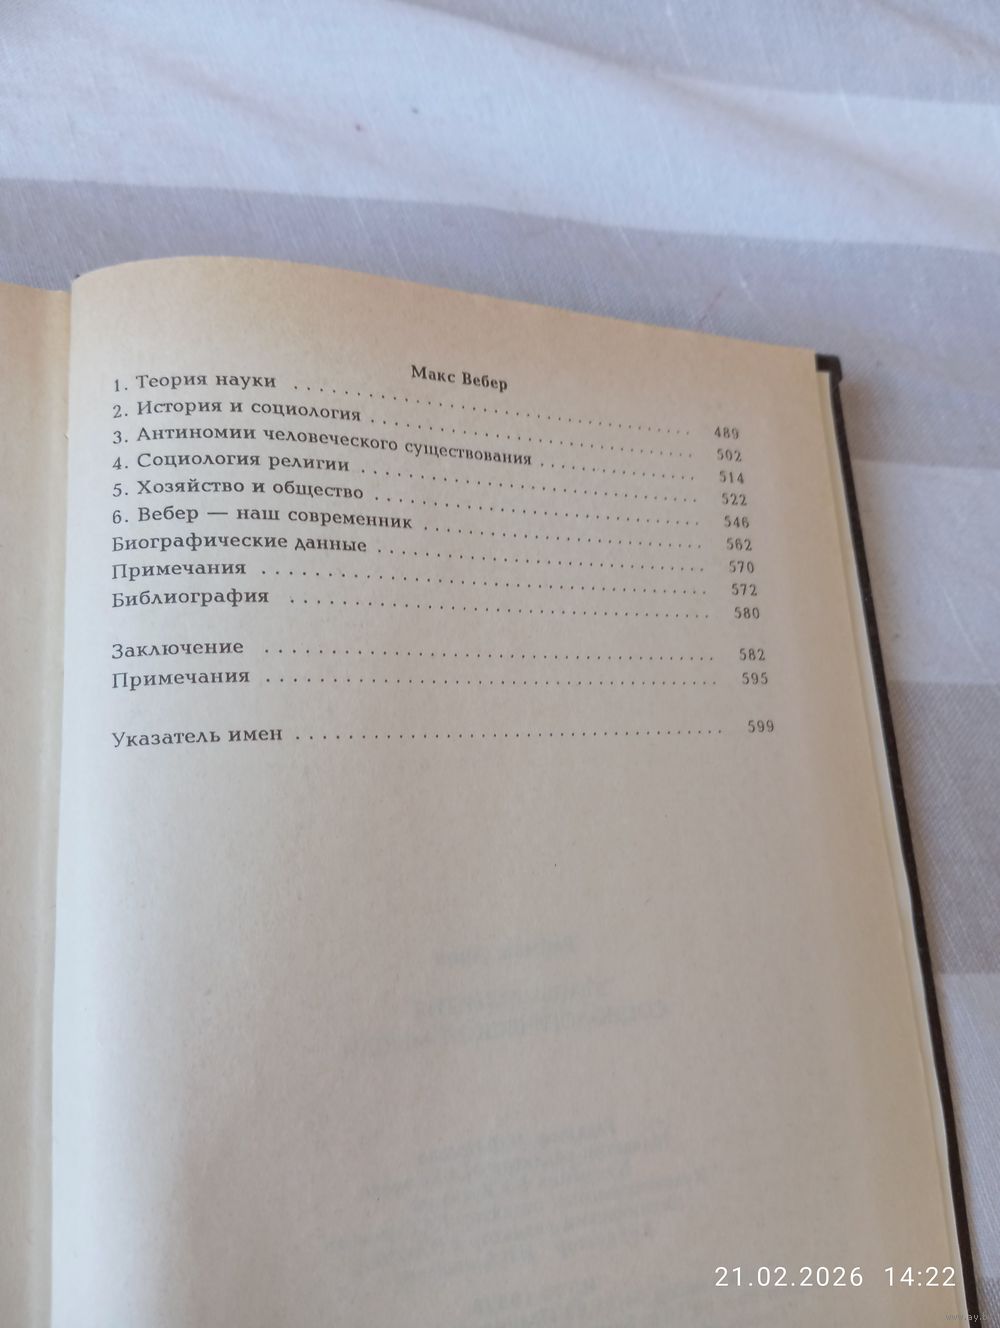 Макс Вебер
1. Теория науки . . . . . . . . . . . . . . . . . . . . . . . . . . . . . . 489
2. История и социология . . . . . . . . . . . . . . . . . . . . . . . . . 502
3. Антиномии человеческого существования . . . . . . . . . . . . 514
4. Социология религии . . . . . . . . . . . . . . . . . . . . . . . . . . 522
5. Хозяйство и общество . . . . . . . . . . . . . . . . . . . . . . . . . 546
6. Вебер — наш современник . . . . . . . . . . . . . . . . . . . . . . 562
Биографические данные . . . . . . . . . . . . . . . . . . . . . . . . . 570
Примечания . . . . . . . . . . . . . . . . . . . . . . . . . . . . . . . . . . 572
Библиография . . . . . . . . . . . . . . . . . . . . . . . . . . . . . . . . 580
Заключение . . . . . . . . . . . . . . . . . . . . . . . . . . . . . . . . . . 582
Примечания . . . . . . . . . . . . . . . . . . . . . . . . . . . . . . . . . . 595
Указатель имен . . . . . . . . . . . . . . . . . . . . . . . . . . . . . . . . 599
21.02.2026 14:22